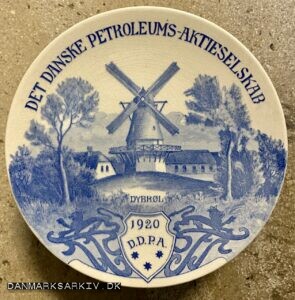 DET DANSKE PETROLEUMS-AKTIESELSKAB
DYBBØL
1920
D.D.P.A.
DANMARKSARKIV.DK